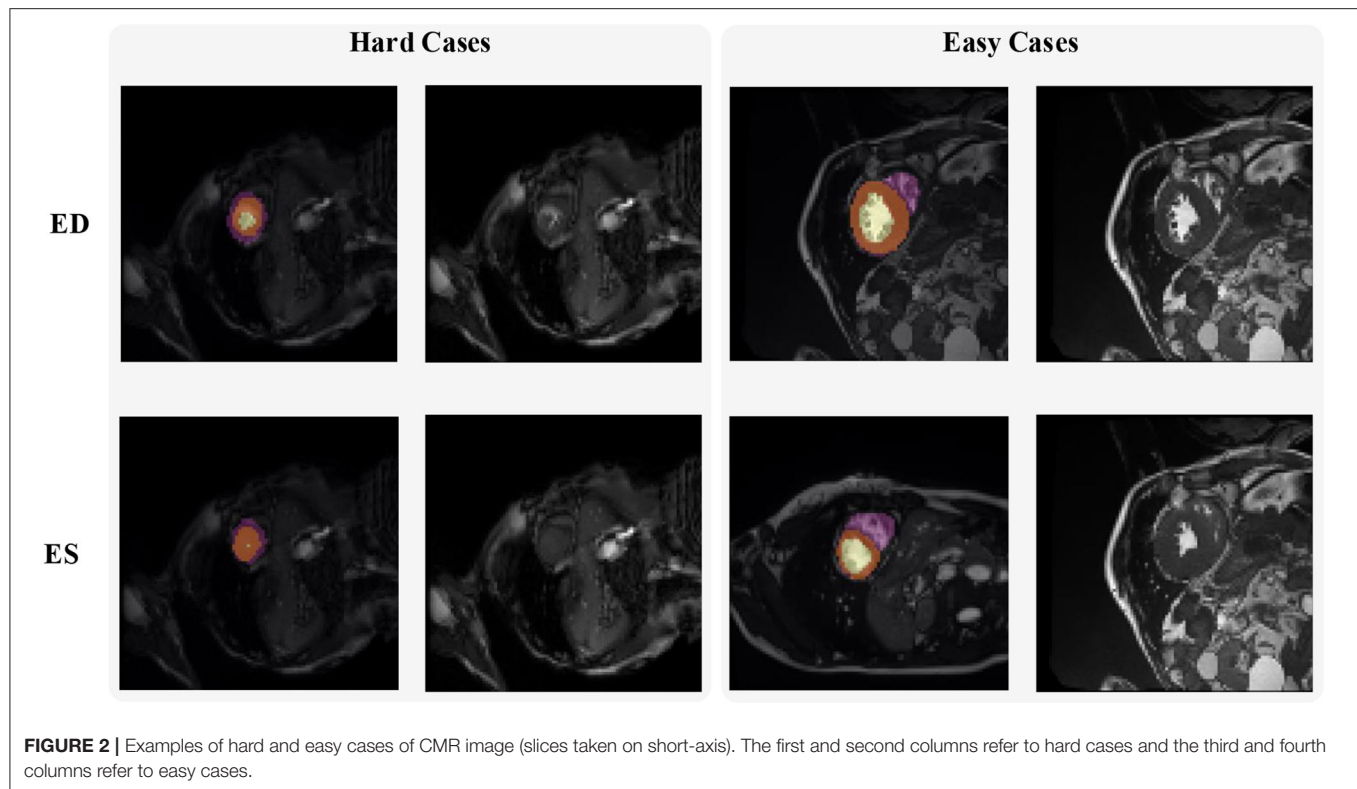 Hard Cases
Easy Cases
ED
ES
FIGURE 2 | Examples of hard and easy cases of CMR image (slices taken on short-axis). The first and second columns refer to hard cases and the third and fourth
columns refer to easy cases.